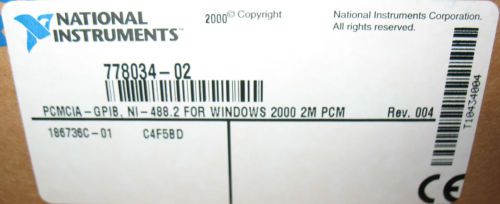 NATIONAL INSTRUMENTS™
2000© Copyright
National Instruments Corporation.
All rights reserved.
778034-02
PCMCIA-GPIB, NI-488.2 FOR WINDOWS 2000 2M PCM
Rev. 004
186736C-01 C4F5BD
T10434004
CE